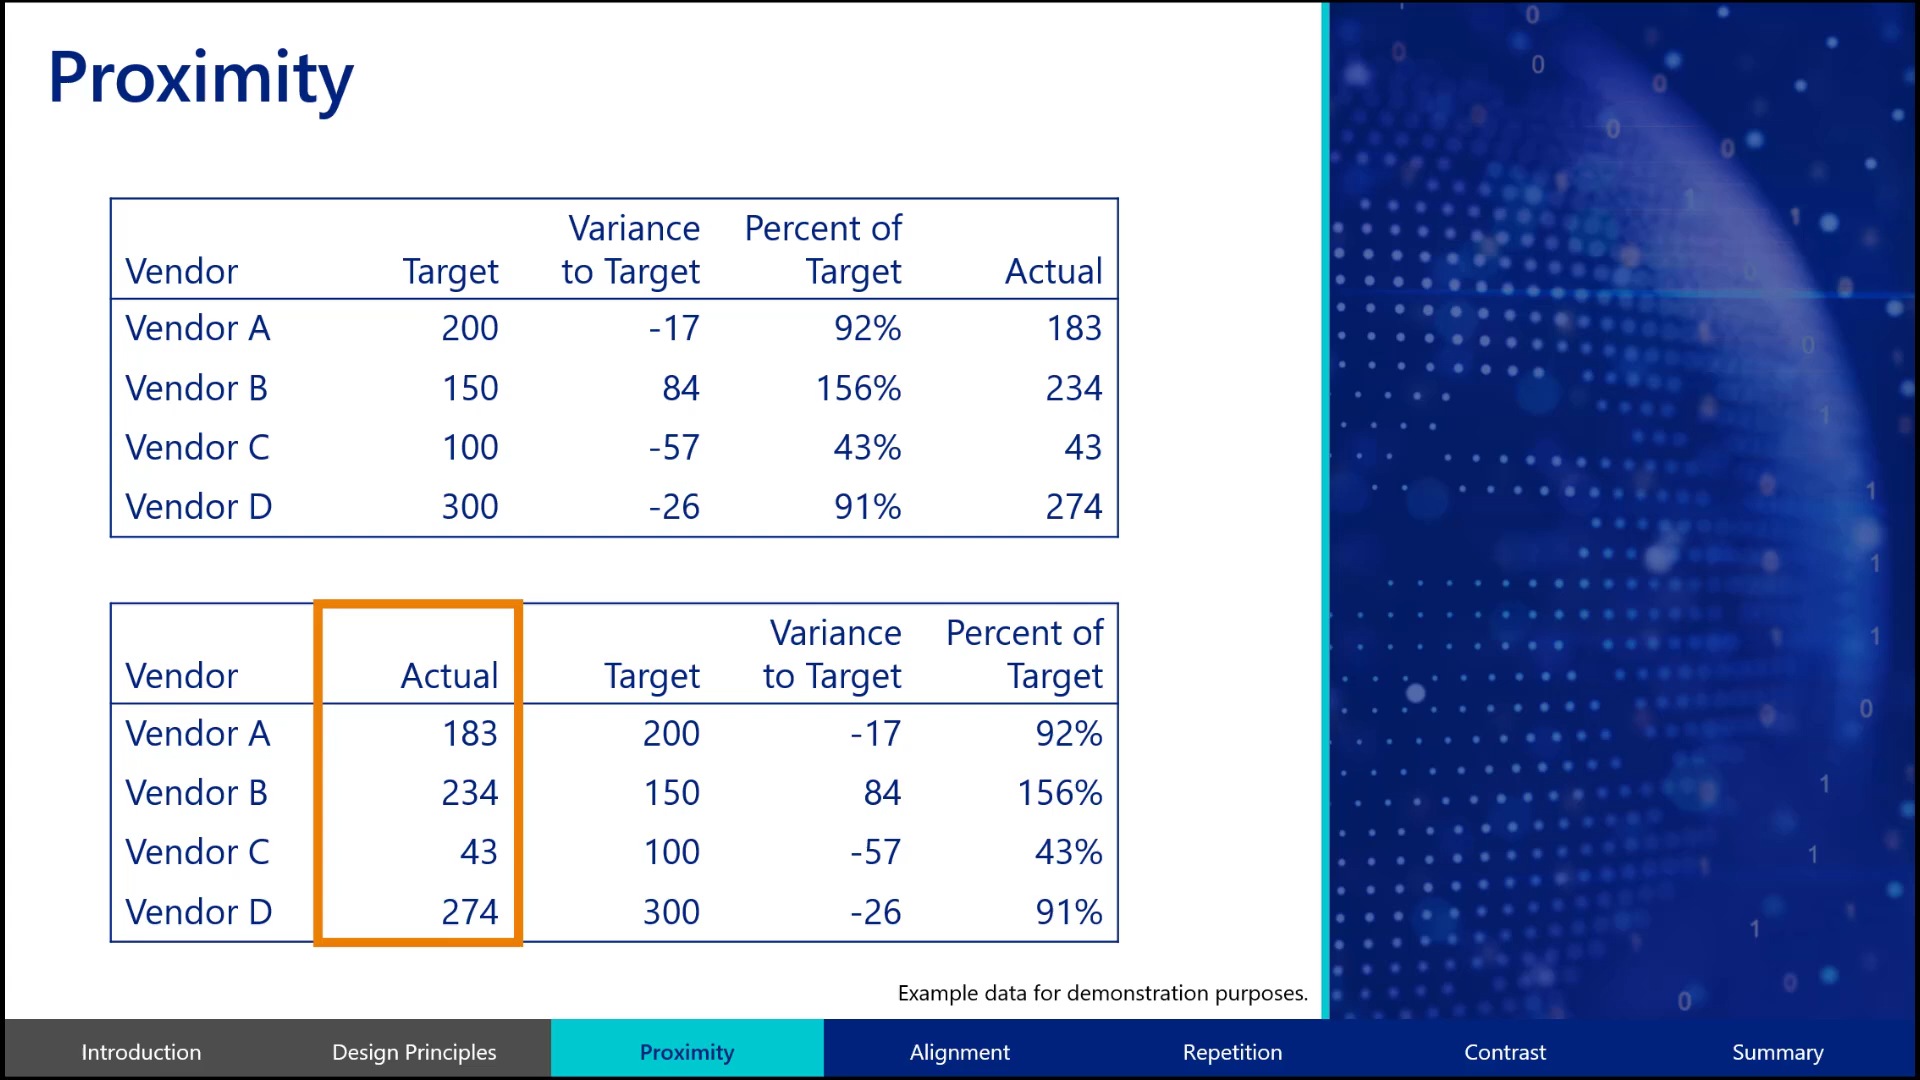 Proximity
Variance Percent of
Vendor Target to Target Target Actual
Vendor A 200 -17 92% 183
Vendor B 150 84 156% 234
Vendor C 100 -57 43% 43
Vendor D 300 -26 91% 274
Variance Percent of
Vendor Actual Target to Target Target
Vendor A 183 200 -17 92%
Vendor B 234 150 84 156%
Vendor C 43 100 -57 43%
Vendor D 274 300 -26 91%
Example data for demonstration purposes.
Introduction Design Principles Proximity Alignment Repetition Contrast Summary